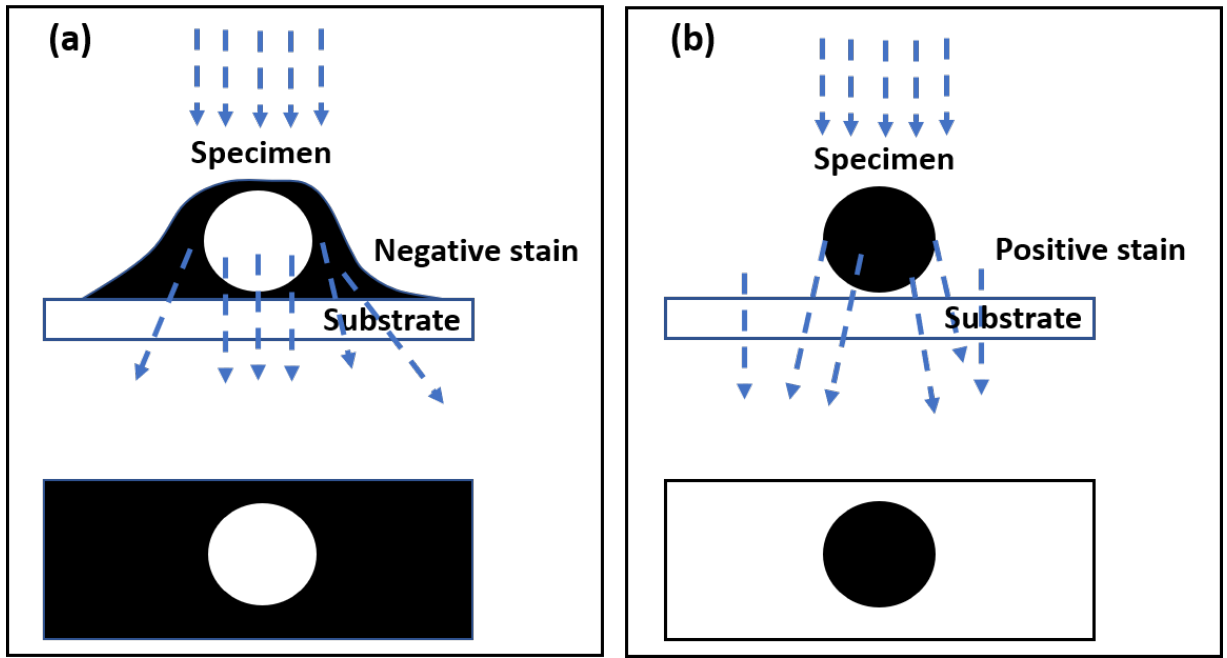 (a)
Specimen
Negative stain
Substrate
(b)
Specimen
Positive stain
Substrate